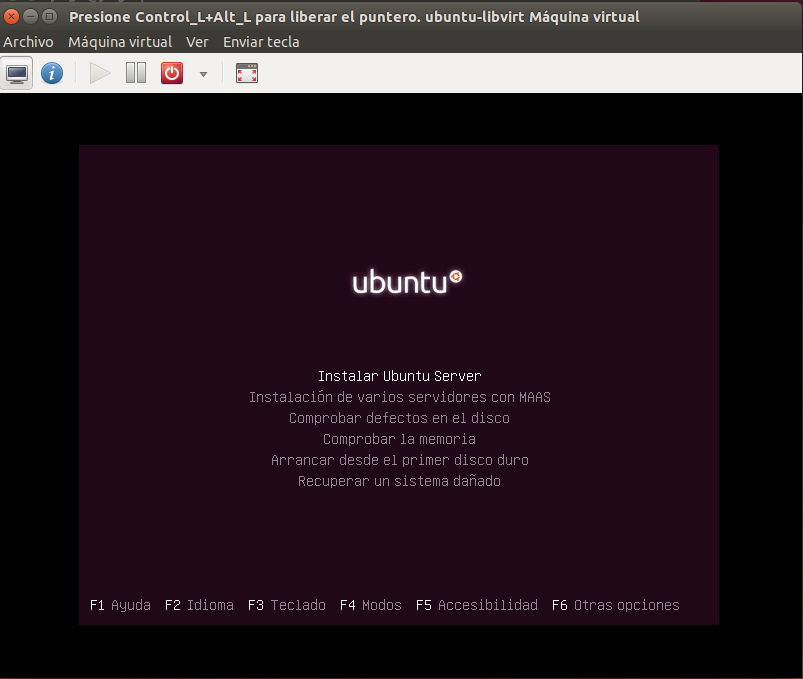 Presione Control_L+Alt_L para liberar el puntero. ubuntu-libvirt Máquina virtual
Archivo Máquina virtual Ver Enviar tecla
ubuntu
Instalar Ubuntu Server
Instalación de varios servidores con MAAS
Comprobar defectos en el disco
Comprobar la memoria
Arrancar desde el primer disco duro
Recuperar un sistema dañado
F1 Ayuda F2 Idioma F3 Teclado F4 Modos F5 Accesibilidad F6 Otras opciones